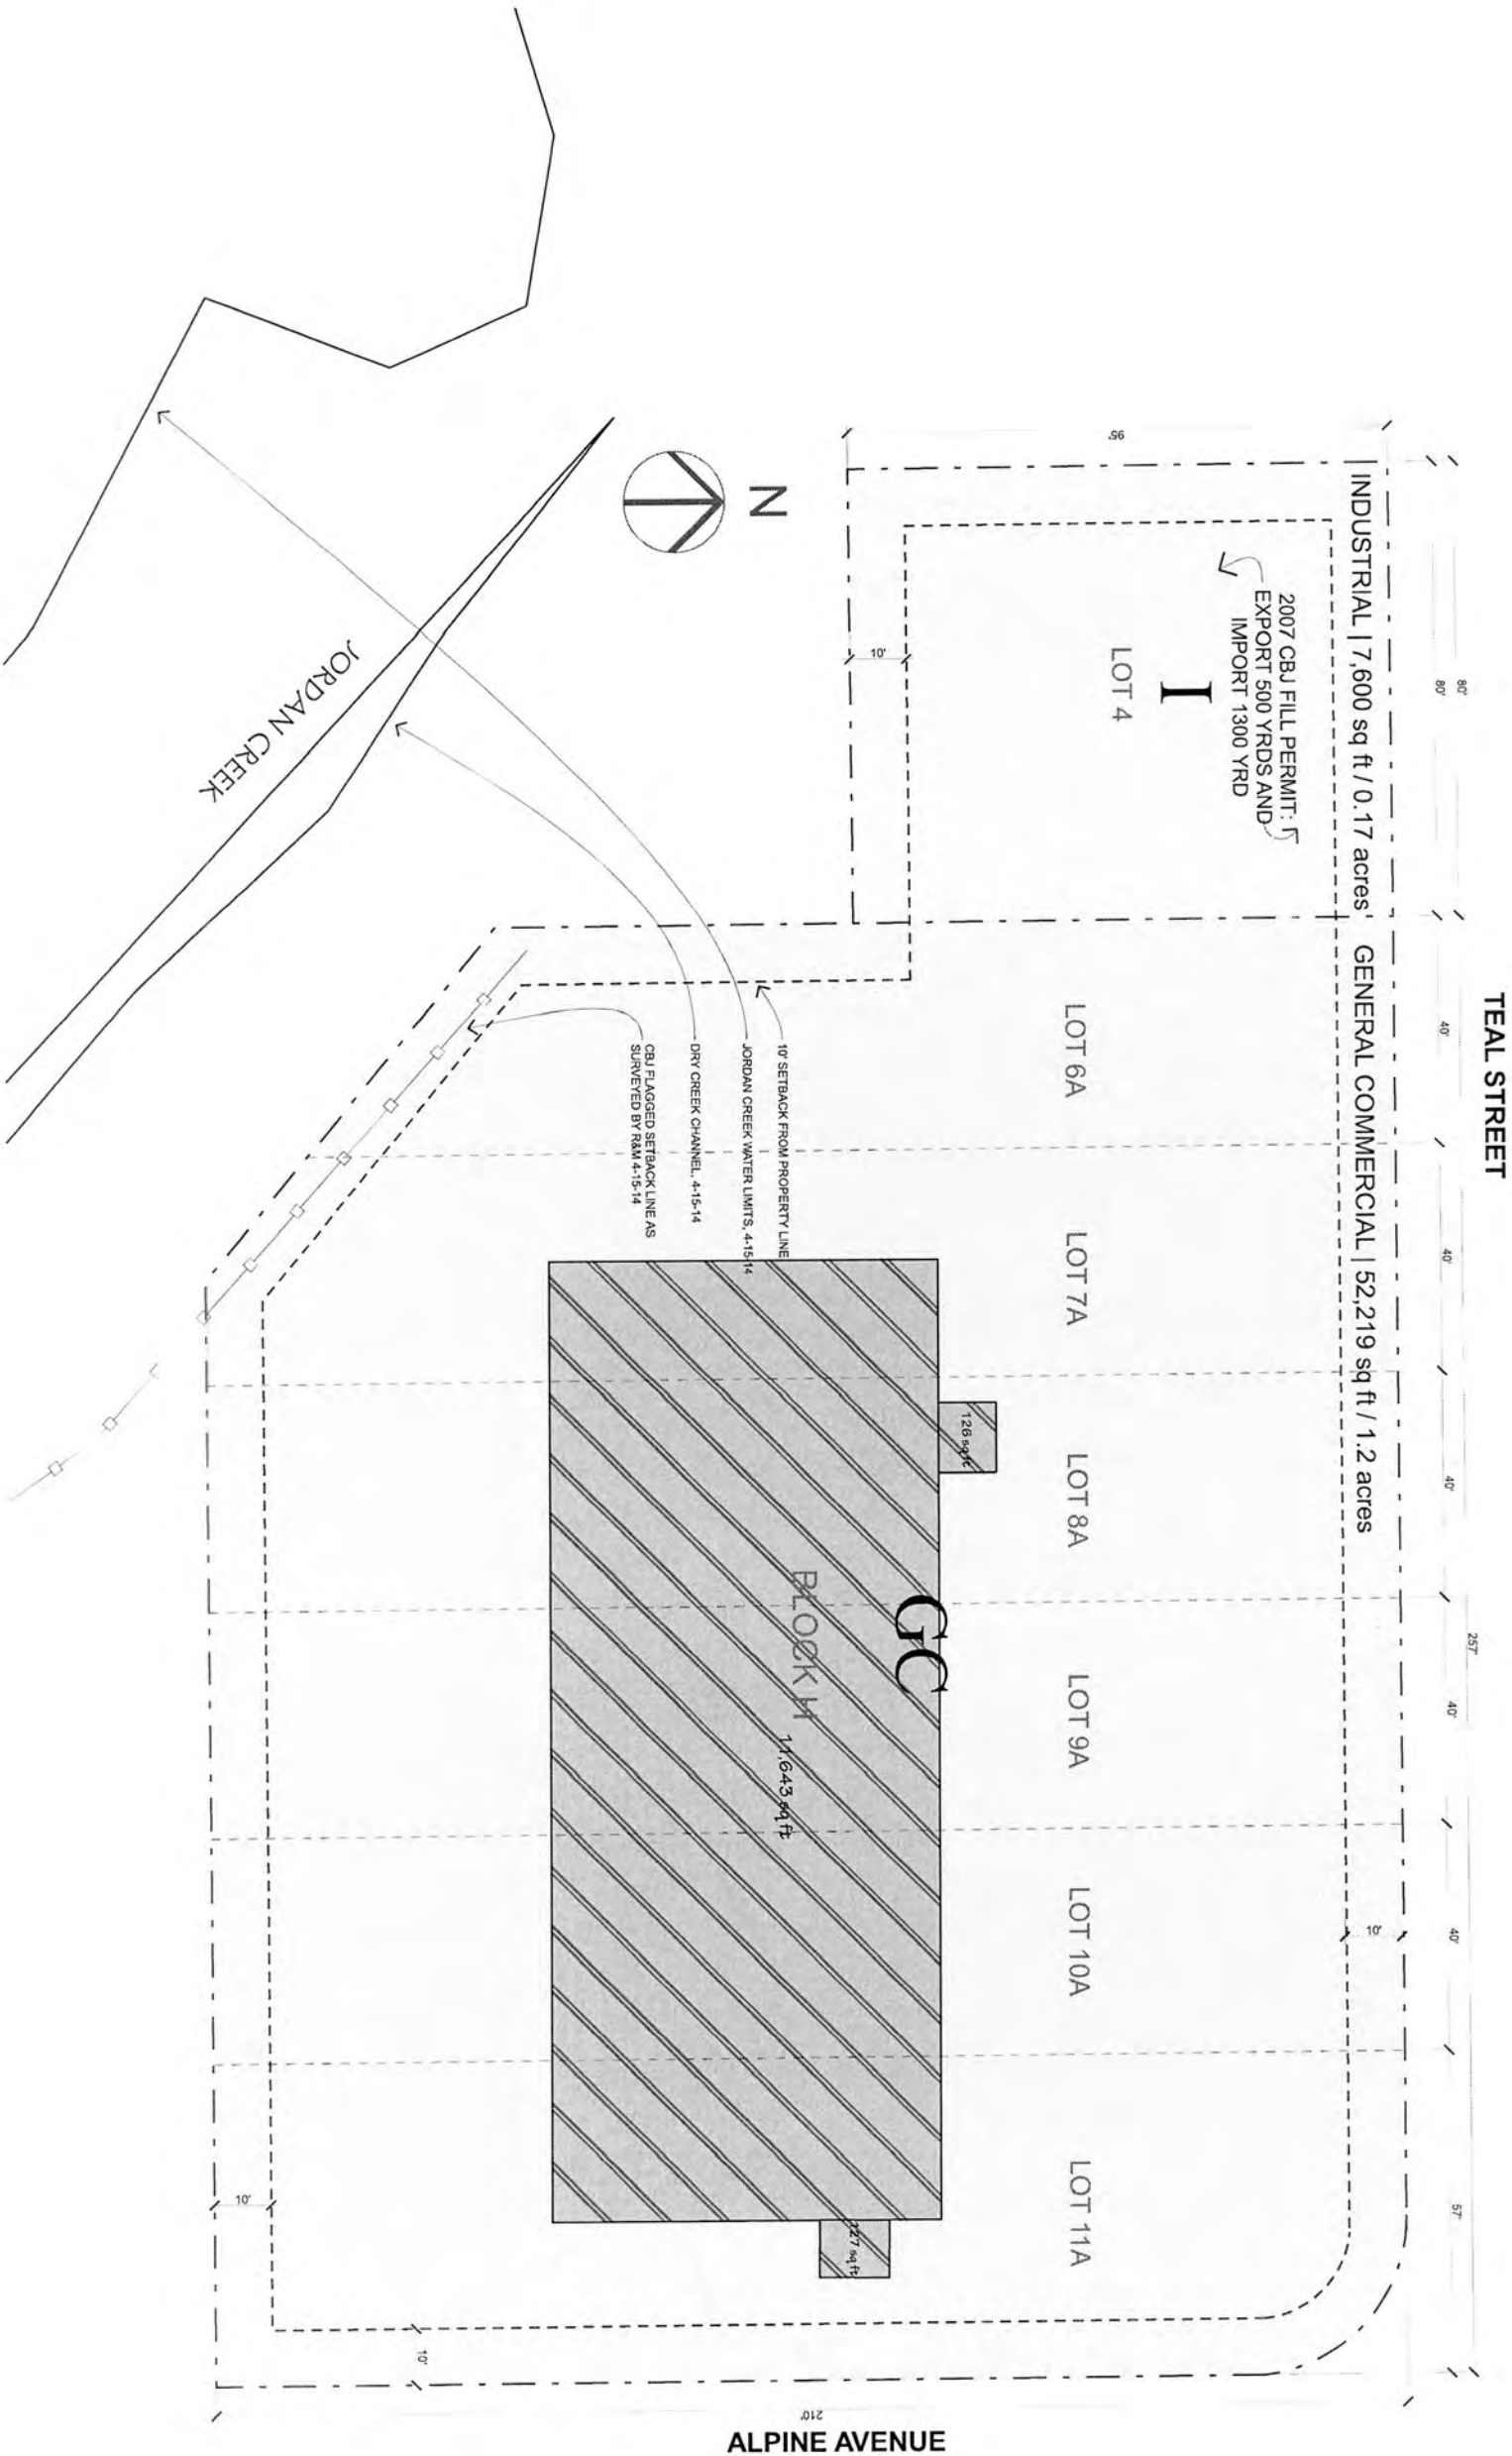 TEAL STREET
257'
80'
80'
40'
40'
40'
40'
40'
57'
INDUSTRIAL | 7,600 sq ft / 0.17 acres
GENERAL COMMERCIAL | 52,219 sq ft / 1.2 acres
95'
10'
2007 CBJ FILL PERMIT:
EXPORT 500 YRDS AND
IMPORT 1300 YRD
I
LOT 4
LOT 6A
LOT 7A
LOT 8A
LOT 9A
LOT 10A
LOT 11A
10'
126 sq ft
GC
BLOCK H
11,643 sq ft
127 sq ft
N
10' SETBACK FROM PROPERTY LINE
JORDAN CREEK WATER LIMITS, 4-15-14
DRY CREEK CHANNEL, 4-15-14
CBJ FLAGGED SETBACK LINE AS
SURVEYED BY R&M 4-15-14
JORDAN CREEK
10'
10'
210'
ALPINE AVENUE